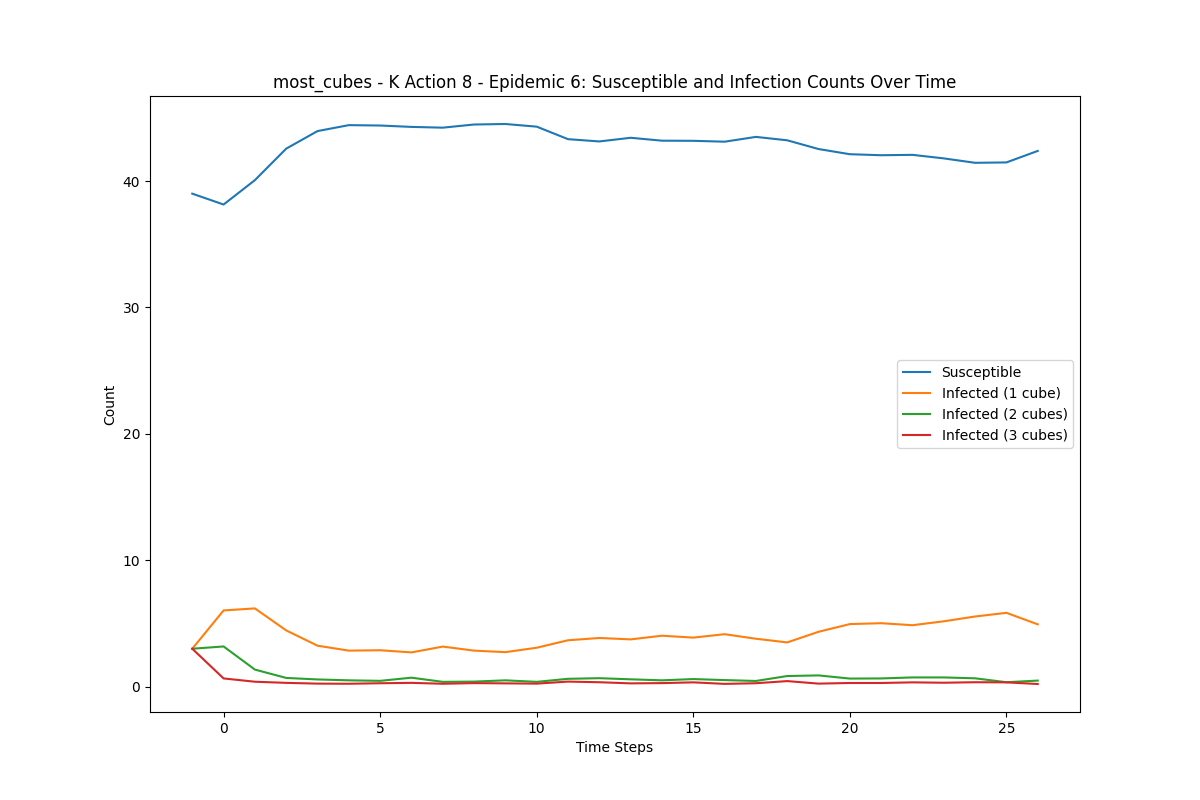 most_cubes - K Action 8 - Epidemic 6: Susceptible and Infection Counts Over Time
Count
40
30
20
10
0
Susceptible
Infected (1 cube)
Infected (2 cubes)
Infected (3 cubes)
0 5 10 15 20 25
Time Steps